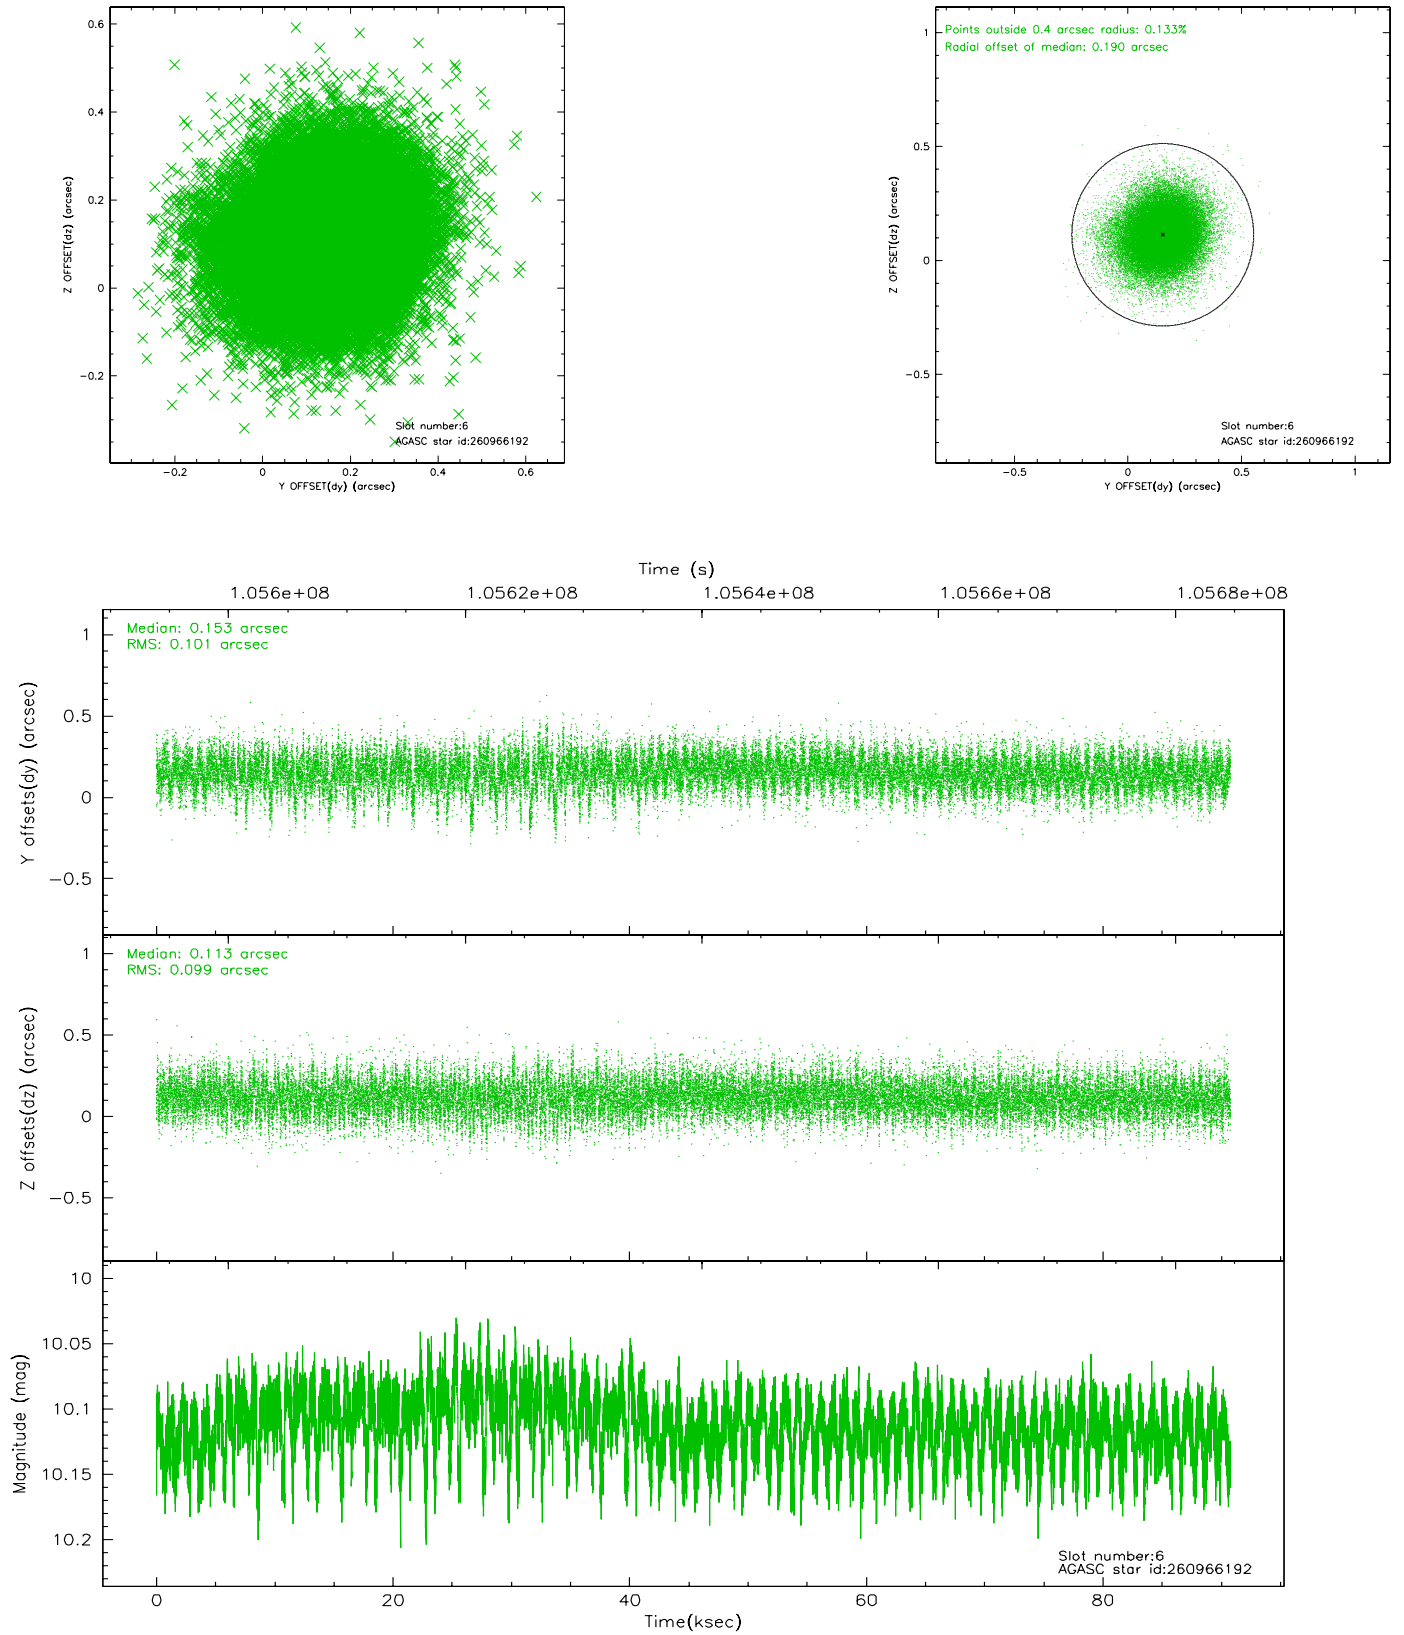 0.6
0.4
0.2
0
−0.2
Z OFFSET(dz) (arcsec)
Slot number:6
AGASC star id:260966192
−0.2 0 0.2 0.4 0.6
Y OFFSET(dy) (arcsec)
Points outside 0.4 arcsec radius: 0.133%
Radial offset of median: 0.190 arcsec
1
0.5
0
−0.5
Z OFFSET(dz) (arcsec)
Slot number:6
AGASC star id:260966192
−0.5 0 0.5 1
Y OFFSET(dy) (arcsec)
Time (s)
1.056e+08 1.0562e+08 1.0564e+08 1.0566e+08 1.0568e+08
Median: 0.153 arcsec
RMS: 0.101 arcsec
1
0.5
0
−0.5
Y offsets(dy) (arcsec)
Median: 0.113 arcsec
RMS: 0.099 arcsec
1
0.5
0
−0.5
Z offsets(dz) (arcsec)
10
10.05
10.1
10.15
10.2
Magnitude (mag)
Slot number:6
AGASC star id:260966192
0 20 40 60 80
Time(ksec)